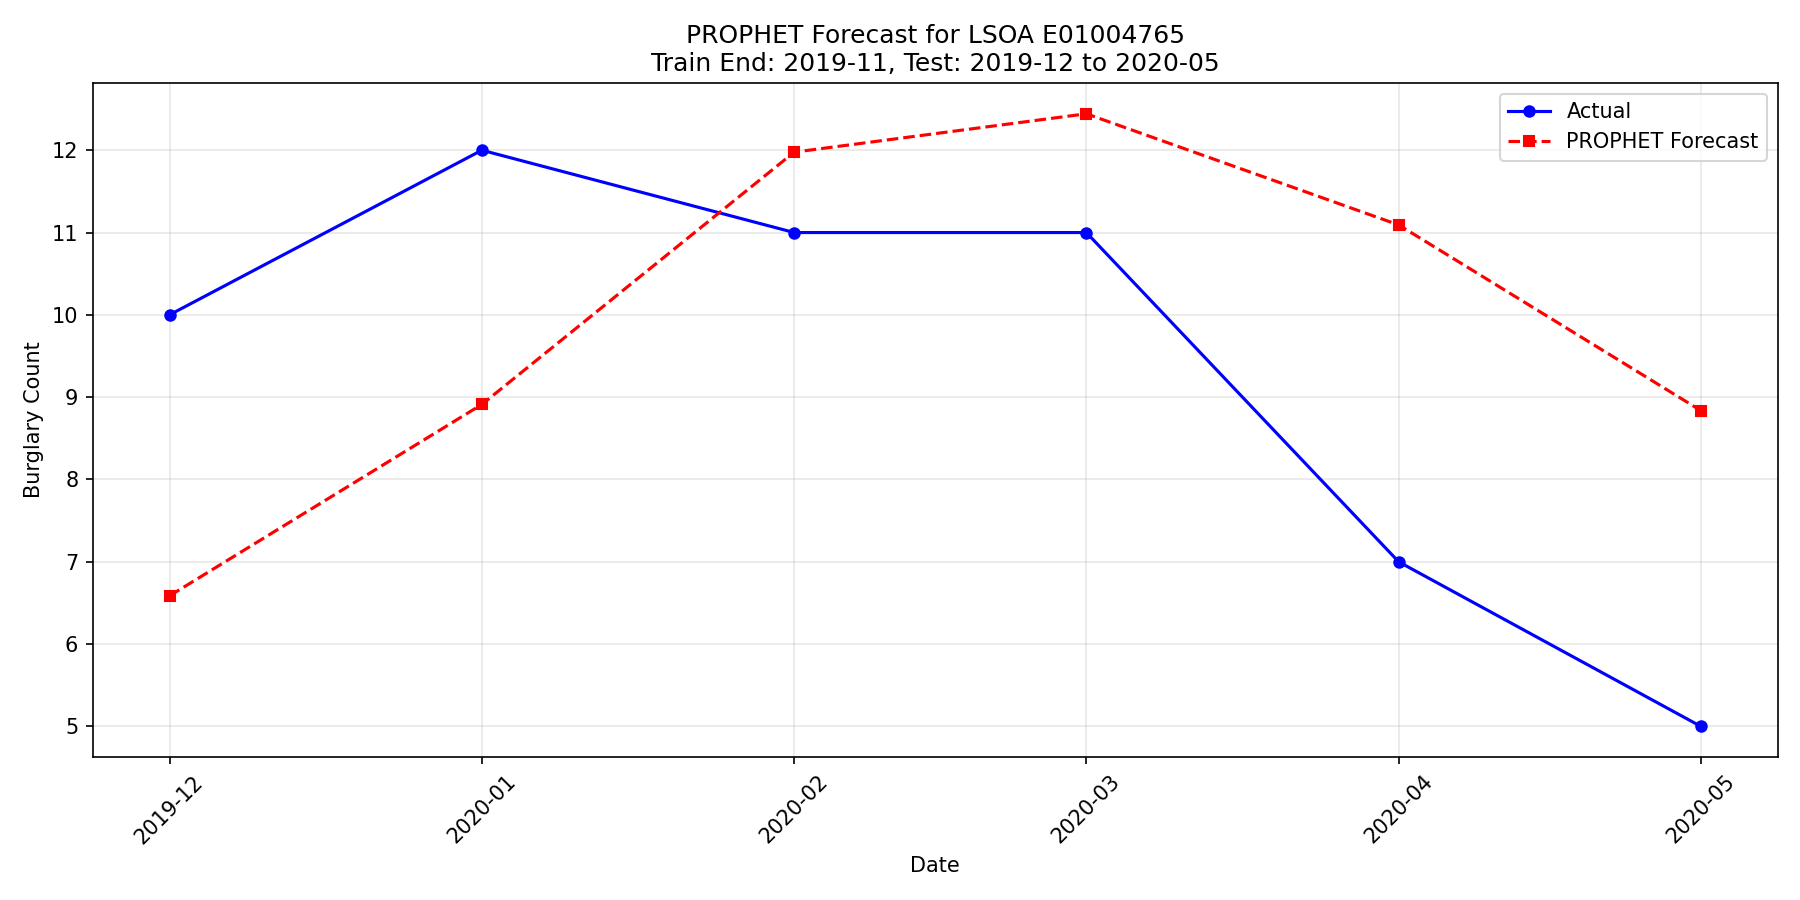 PROPHET Forecast for LSOA E01004765
Train End: 2019-11, Test: 2019-12 to 2020-05
Actual
PROPHET Forecast
Burglary Count
12
11
10
9
8
7
6
5
2019-12
2020-01
2020-02
2020-03
2020-04
2020-05
Date